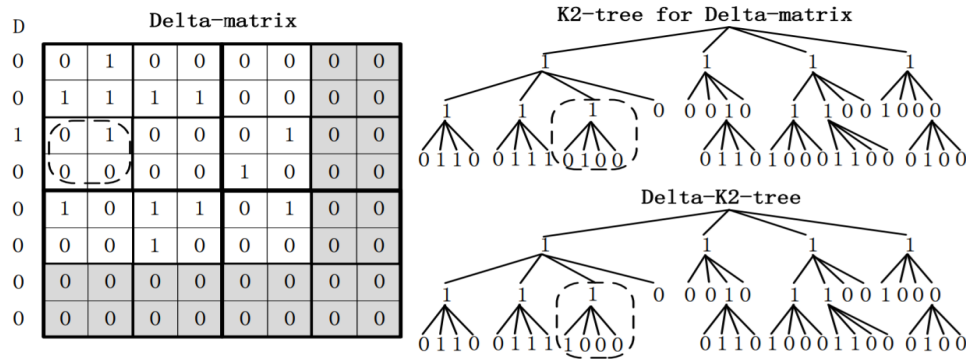 D
Delta-matrix
0 0 1 0 0 0 0 0 0
0 1 1 1 1 0 0 0 0
1 0 1 0 0 0 1 0 0
0 0 0 0 0 1 0 0 0
0 1 0 1 1 0 1 0 0
0 0 0 1 0 0 0 0 0
0 0 0 0 0 0 0 0 0
0 0 0 0 0 0 0 0 0
K2-tree for Delta-matrix
1 1 1 1
1 1 1 0 0 0 1 0 1 1 0 0 1 0 0 0
0 1 1 0 0 1 1 1 0 1 0 0 0 1 1 0 1 0 0 0 1 1 0 0 0 1 0 0
Delta-K2-tree
1 1 1 1
1 1 1 0 0 0 1 0 1 1 0 0 1 0 0 0
0 1 1 0 0 1 1 1 1 0 0 0 0 1 1 0 1 0 0 0 1 1 0 0 0 1 0 0